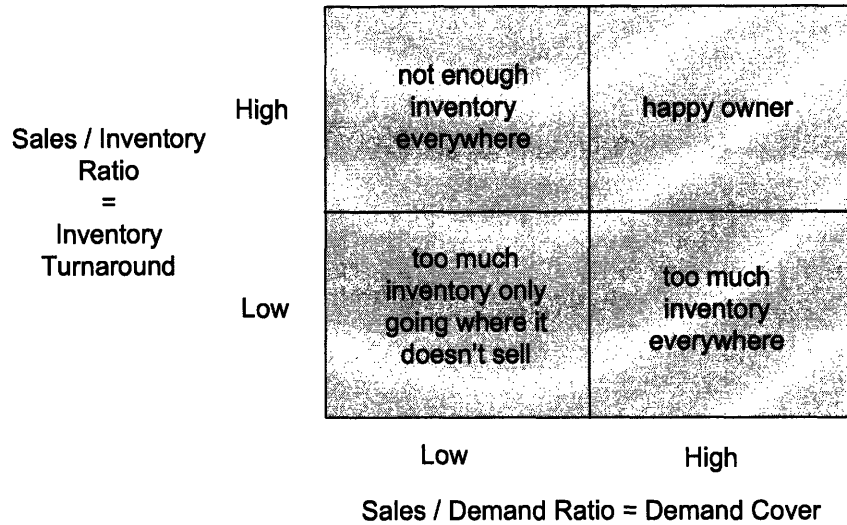 Sales / Inventory
Ratio
=
Inventory
Turnaround
High
not enough
inventory
everywhere
happy owner
Low
too much
inventory only
going where it
doesn't sell
too much
inventory
everywhere
Low
High
Sales / Demand Ratio = Demand Cover